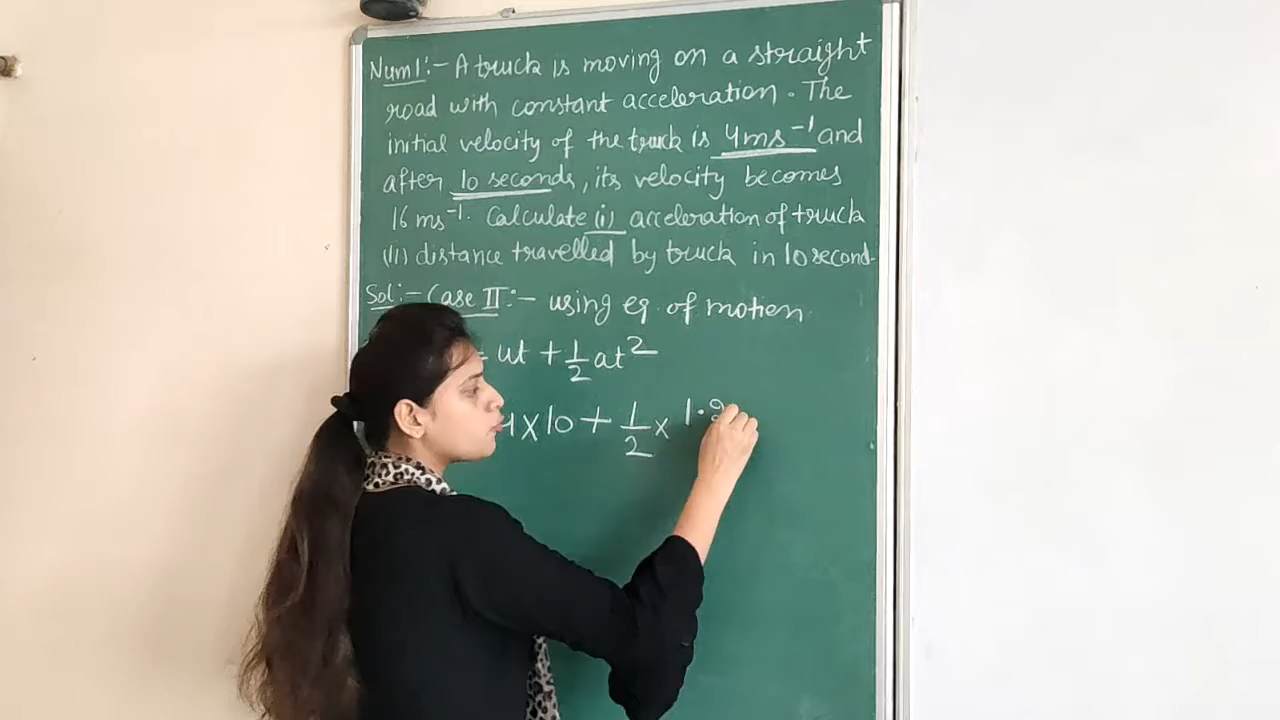 Num1:- A truck is moving on a straight
road with constant acceleration. The
initial velocity of the truck is 4ms⁻¹ and
after 10 seconds, its velocity becomes
16 ms⁻¹. Calculate (i) acceleration of truck
(ii) distance travelled by truck in 10 second.
Sol:- Case II:- using eq. of motion
= ut + 1/2 at²
4x10 + 1/2 x 1.2